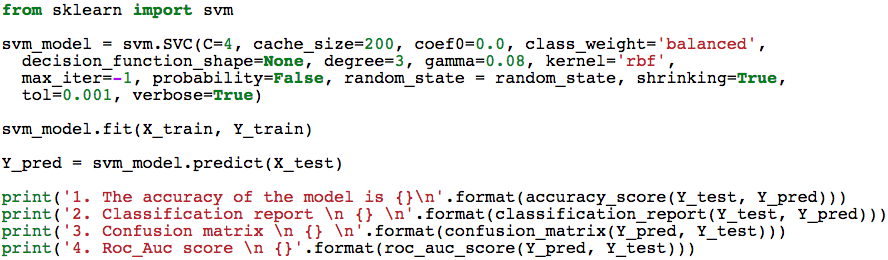 from sklearn import svm
svm_model = svm.SVC(C=4, cache_size=200, coef0=0.0, class_weight='balanced',
  decision_function_shape=None, degree=3, gamma=0.08, kernel='rbf',
  max_iter=-1, probability=False, random_state = random_state, shrinking=True,
  tol=0.001, verbose=True)
svm_model.fit(X_train, Y_train)
Y_pred = svm_model.predict(X_test)
print('1. The accuracy of the model is {}\n'.format(accuracy_score(Y_test, Y_pred)))
print('2. Classification report \n {} \n'.format(classification_report(Y_test, Y_pred)))
print('3. Confusion matrix \n {} \n'.format(confusion_matrix(Y_pred, Y_test)))
print('4. Roc_Auc score \n {}'.format(roc_auc_score(Y_pred, Y_test)))